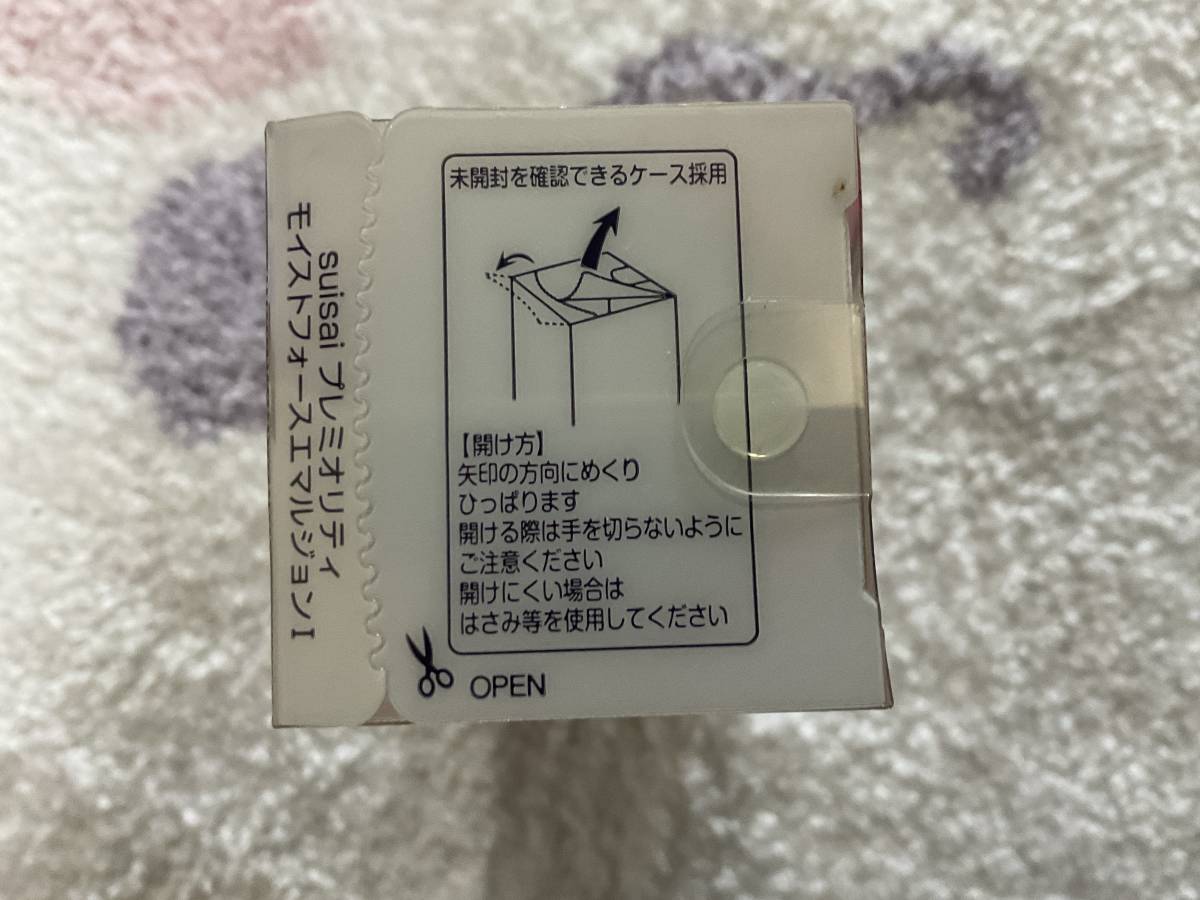 未開封を確認できるケース採用
【開け方】
矢印の方向にめくり
ひっぱります
開ける際は手を切らないように
ご注意ください
開けにくい場合は
はさみ等を使用してください
OPEN
suisai プレミオリティ
モイストフォースエマルジョンⅠ